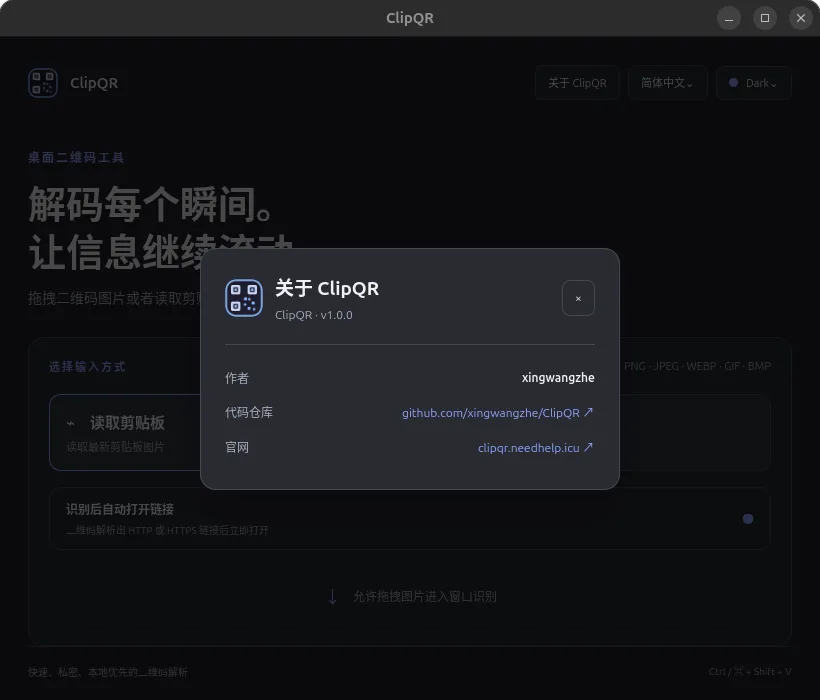 ClipQR
ClipQR
关于 ClipQR
简体中文
Dark
桌面二维码工具
解码每个瞬间。
让信息继续流动
拖拽二维码图片或者读取剪
关于 ClipQR
ClipQR · v1.0.0
×
作者
xingwangzhe
代码仓库
github.com/xingwangzhe/ClipQR ↗
官网
clipqr.needhelp.icu ↗
选择输入方式
PNG · JPEG · WEBP · GIF · BMP
读取剪贴板
读取最新剪贴板图片
识别后自动打开链接
二维码解析出 HTTP 或 HTTPS 链接后立即打开
↓ 允许拖拽图片进入窗口识别
快速、私密、本地优先的二维码解析
Ctrl / ⌘ + Shift + V